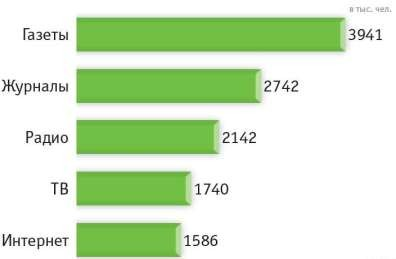 в тыс. чел.
Газеты 3941
Журналы 2742
Радио 2142
ТВ 1740
Интернет 1586